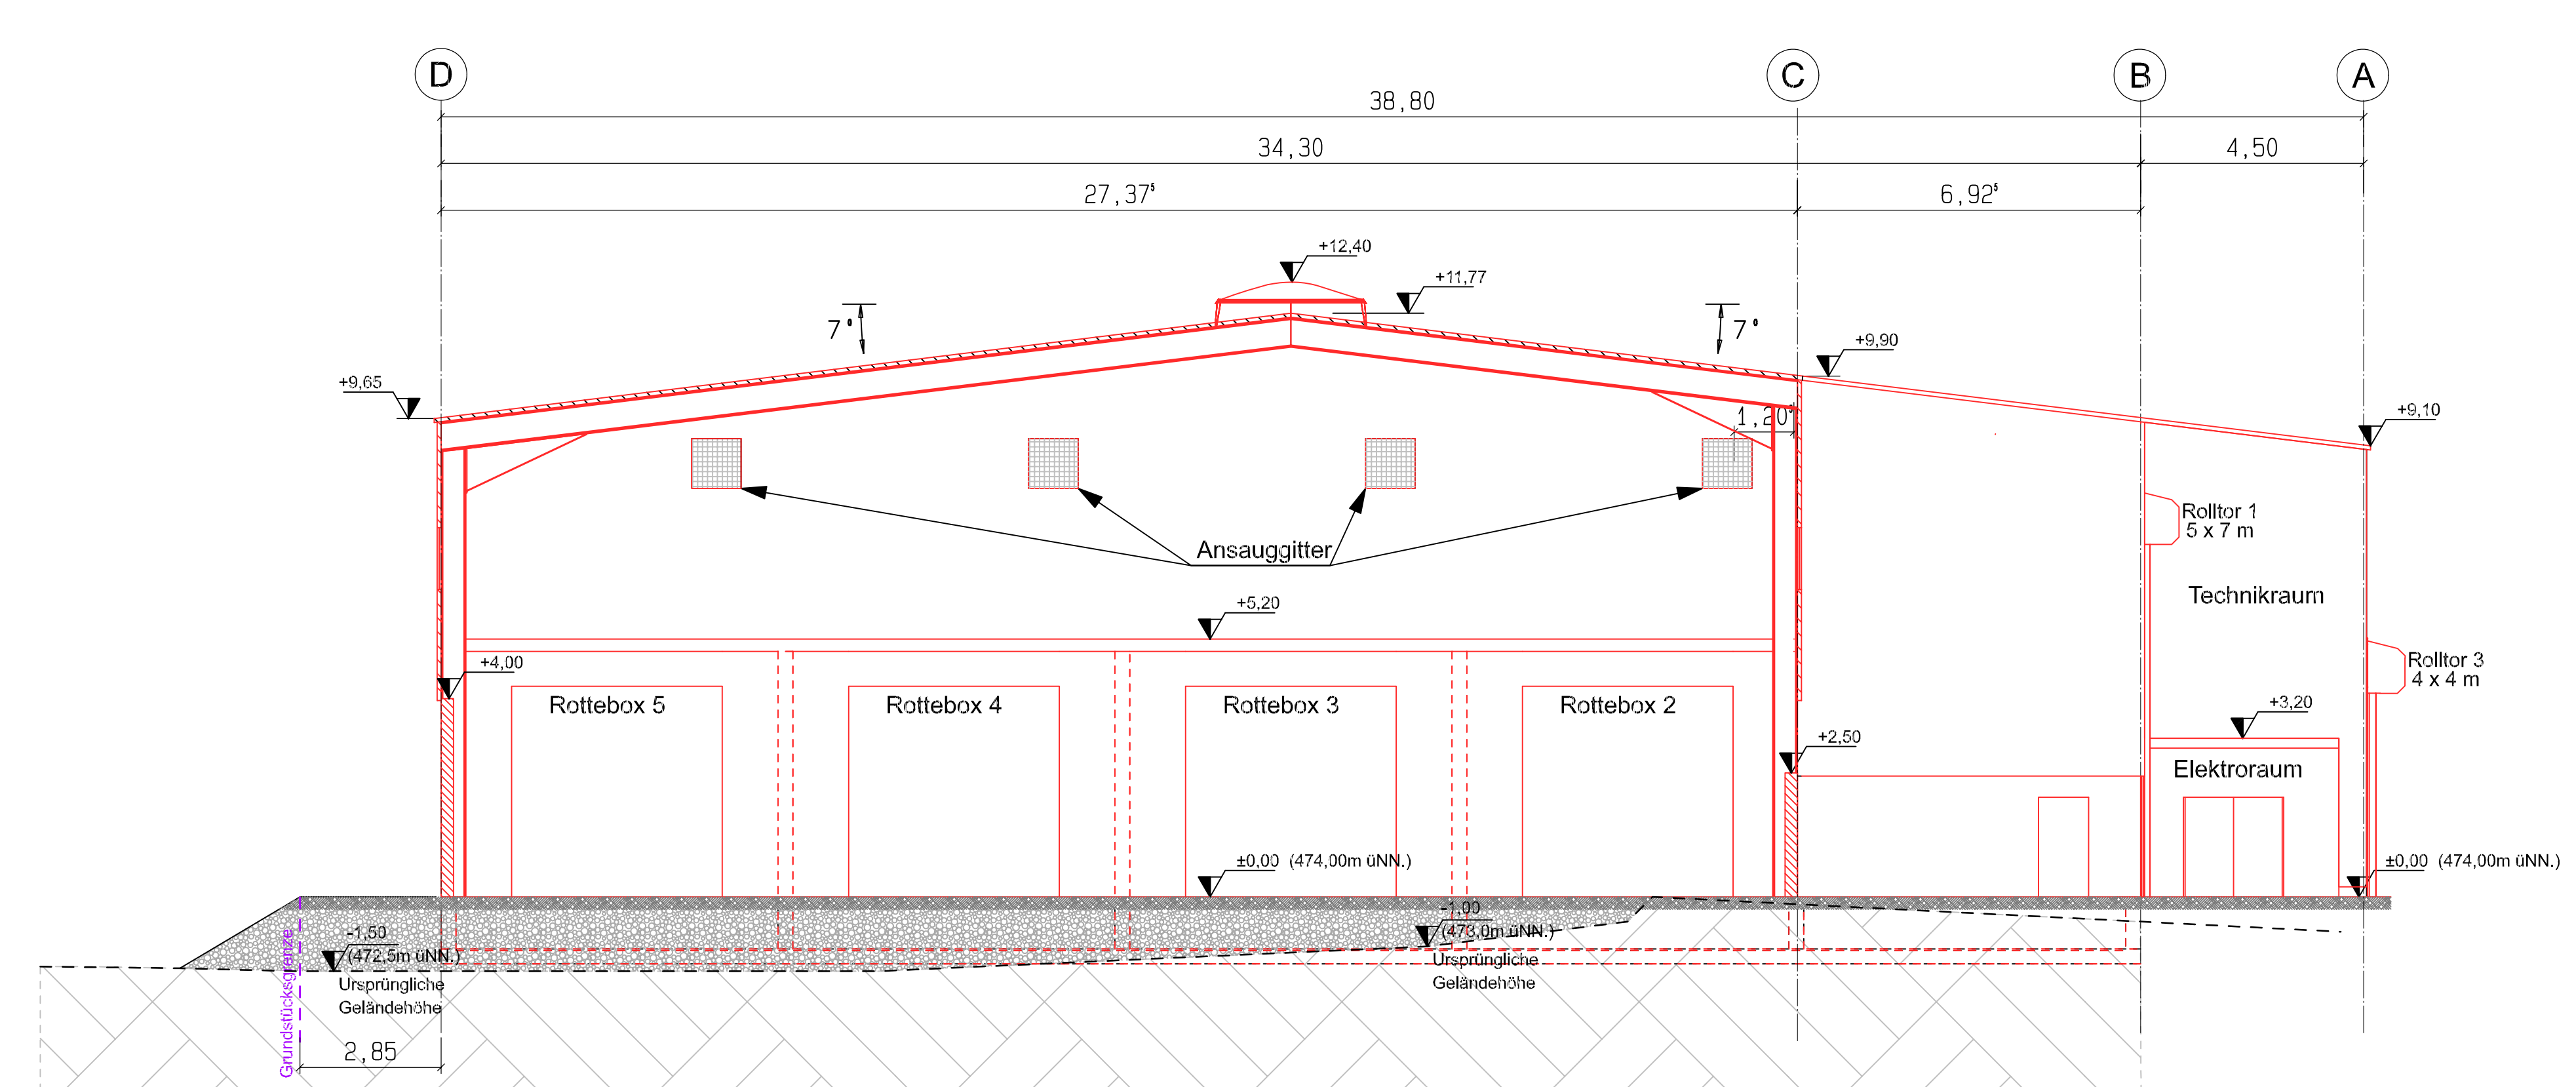 D
C
B
A
38,80
34,30
4,50
27,37⁵
6,92⁵
+12,40
+11,77
7°
7°
+9,90
+9,65
+9,10
1,20⁵
Rolltor 1
5 x 7 m
Ansauggitter
Technikraum
+5,20
+4,00
Rolltor 3
4 x 4 m
Rottebox 5
Rottebox 4
Rottebox 3
Rottebox 2
+3,20
+2,50
Elektroraum
±0,00 (474,00m üNN.)
±0,00 (474,00m üNN.)
-1,00
(473,0m üNN.)
Ursprüngliche
Geländehöhe
-1,50
(472,5m üNN.)
Ursprüngliche
Geländehöhe
Grundstücksgrenze
2,85